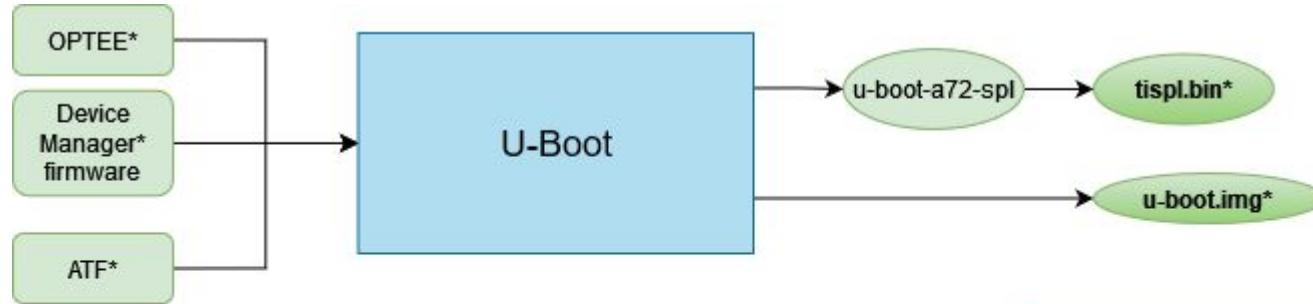 OPTEE*
Device
Manager*
firmware
ATF*
U-Boot
u-boot-a72-spl
tispl.bin*
u-boot.img*